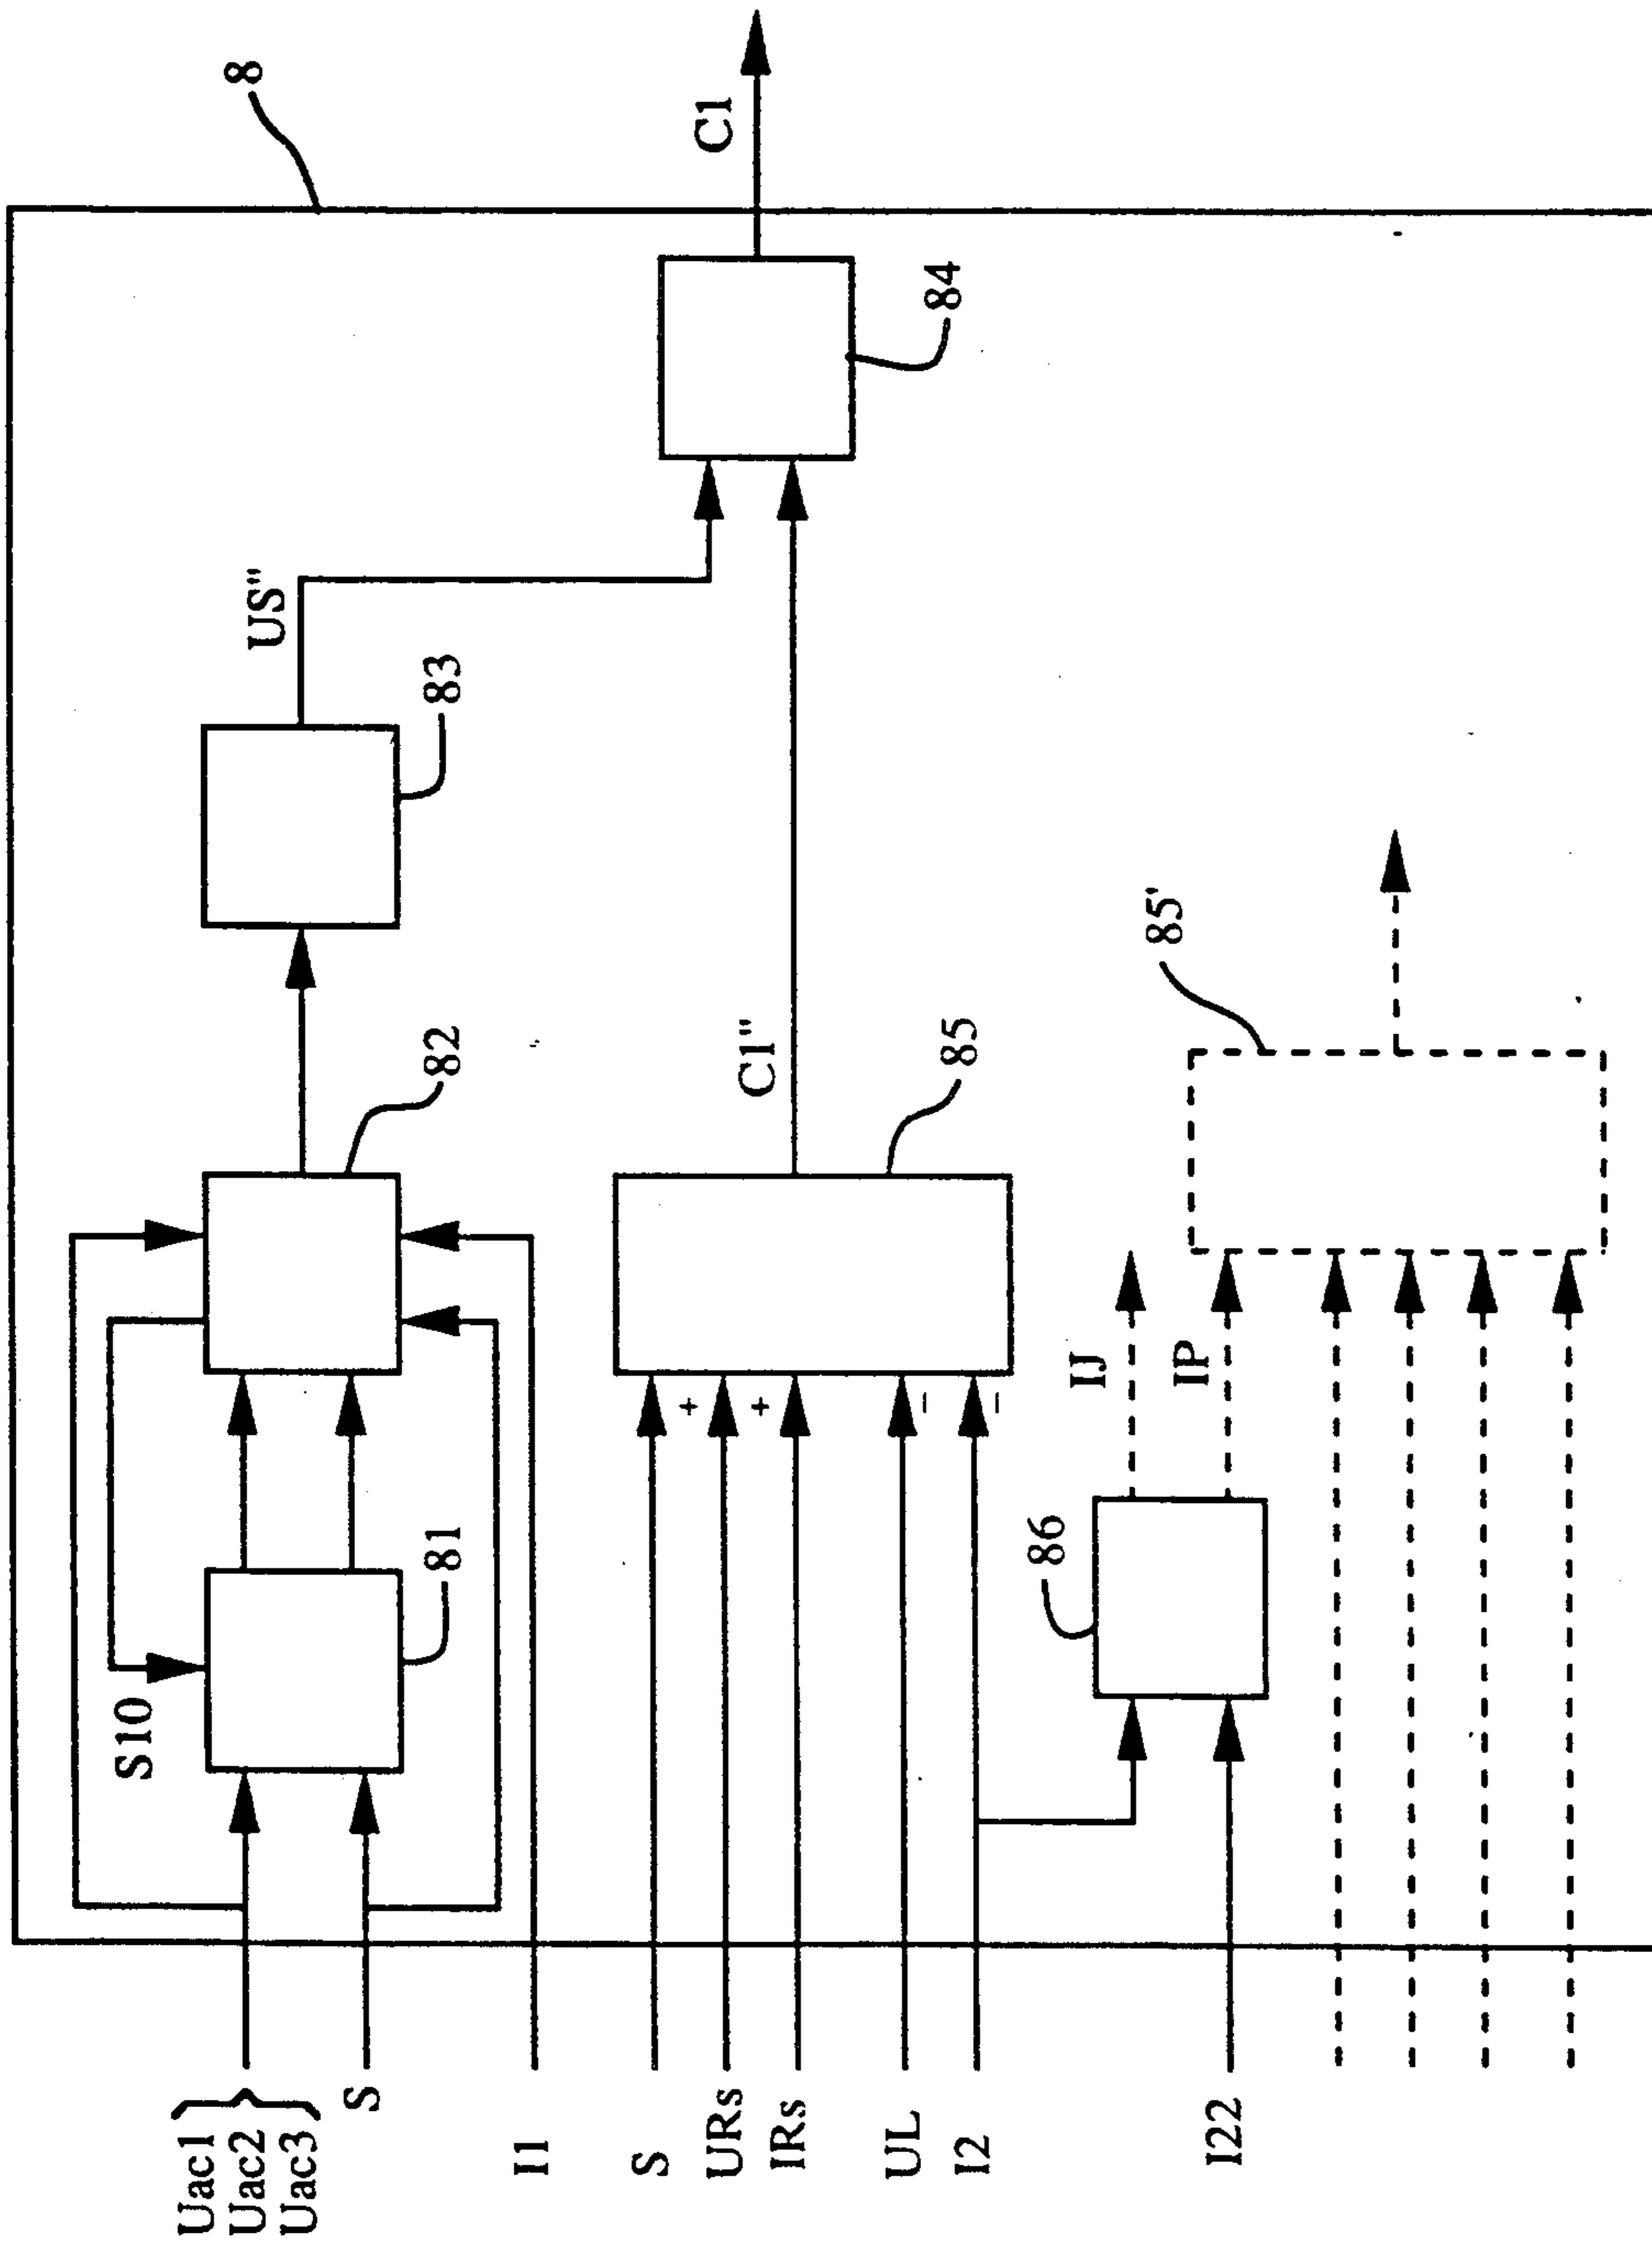 8
C1
84
US"
83
82
C1"
85
85'
S10
81
+
+
−
−
IJ
IP
86
Uac1
Uac2
Uac3
S
I1
S
URs
IRs
UL
I2
I22